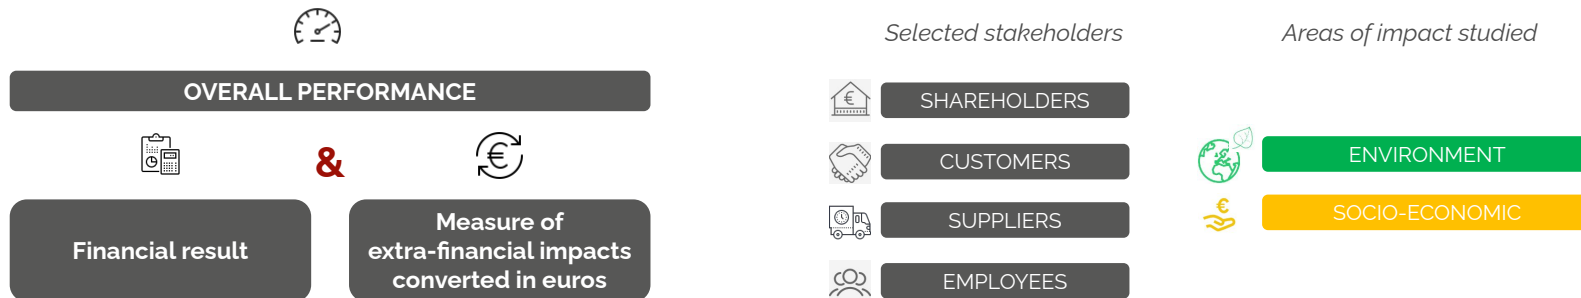 OVERALL PERFORMANCE
&
Financial result
Measure of
extra-financial impacts
converted in euros
Selected stakeholders
€
SHAREHOLDERS
CUSTOMERS
SUPPLIERS
EMPLOYEES
Areas of impact studied
ENVIRONMENT
€
SOCIO-ECONOMIC